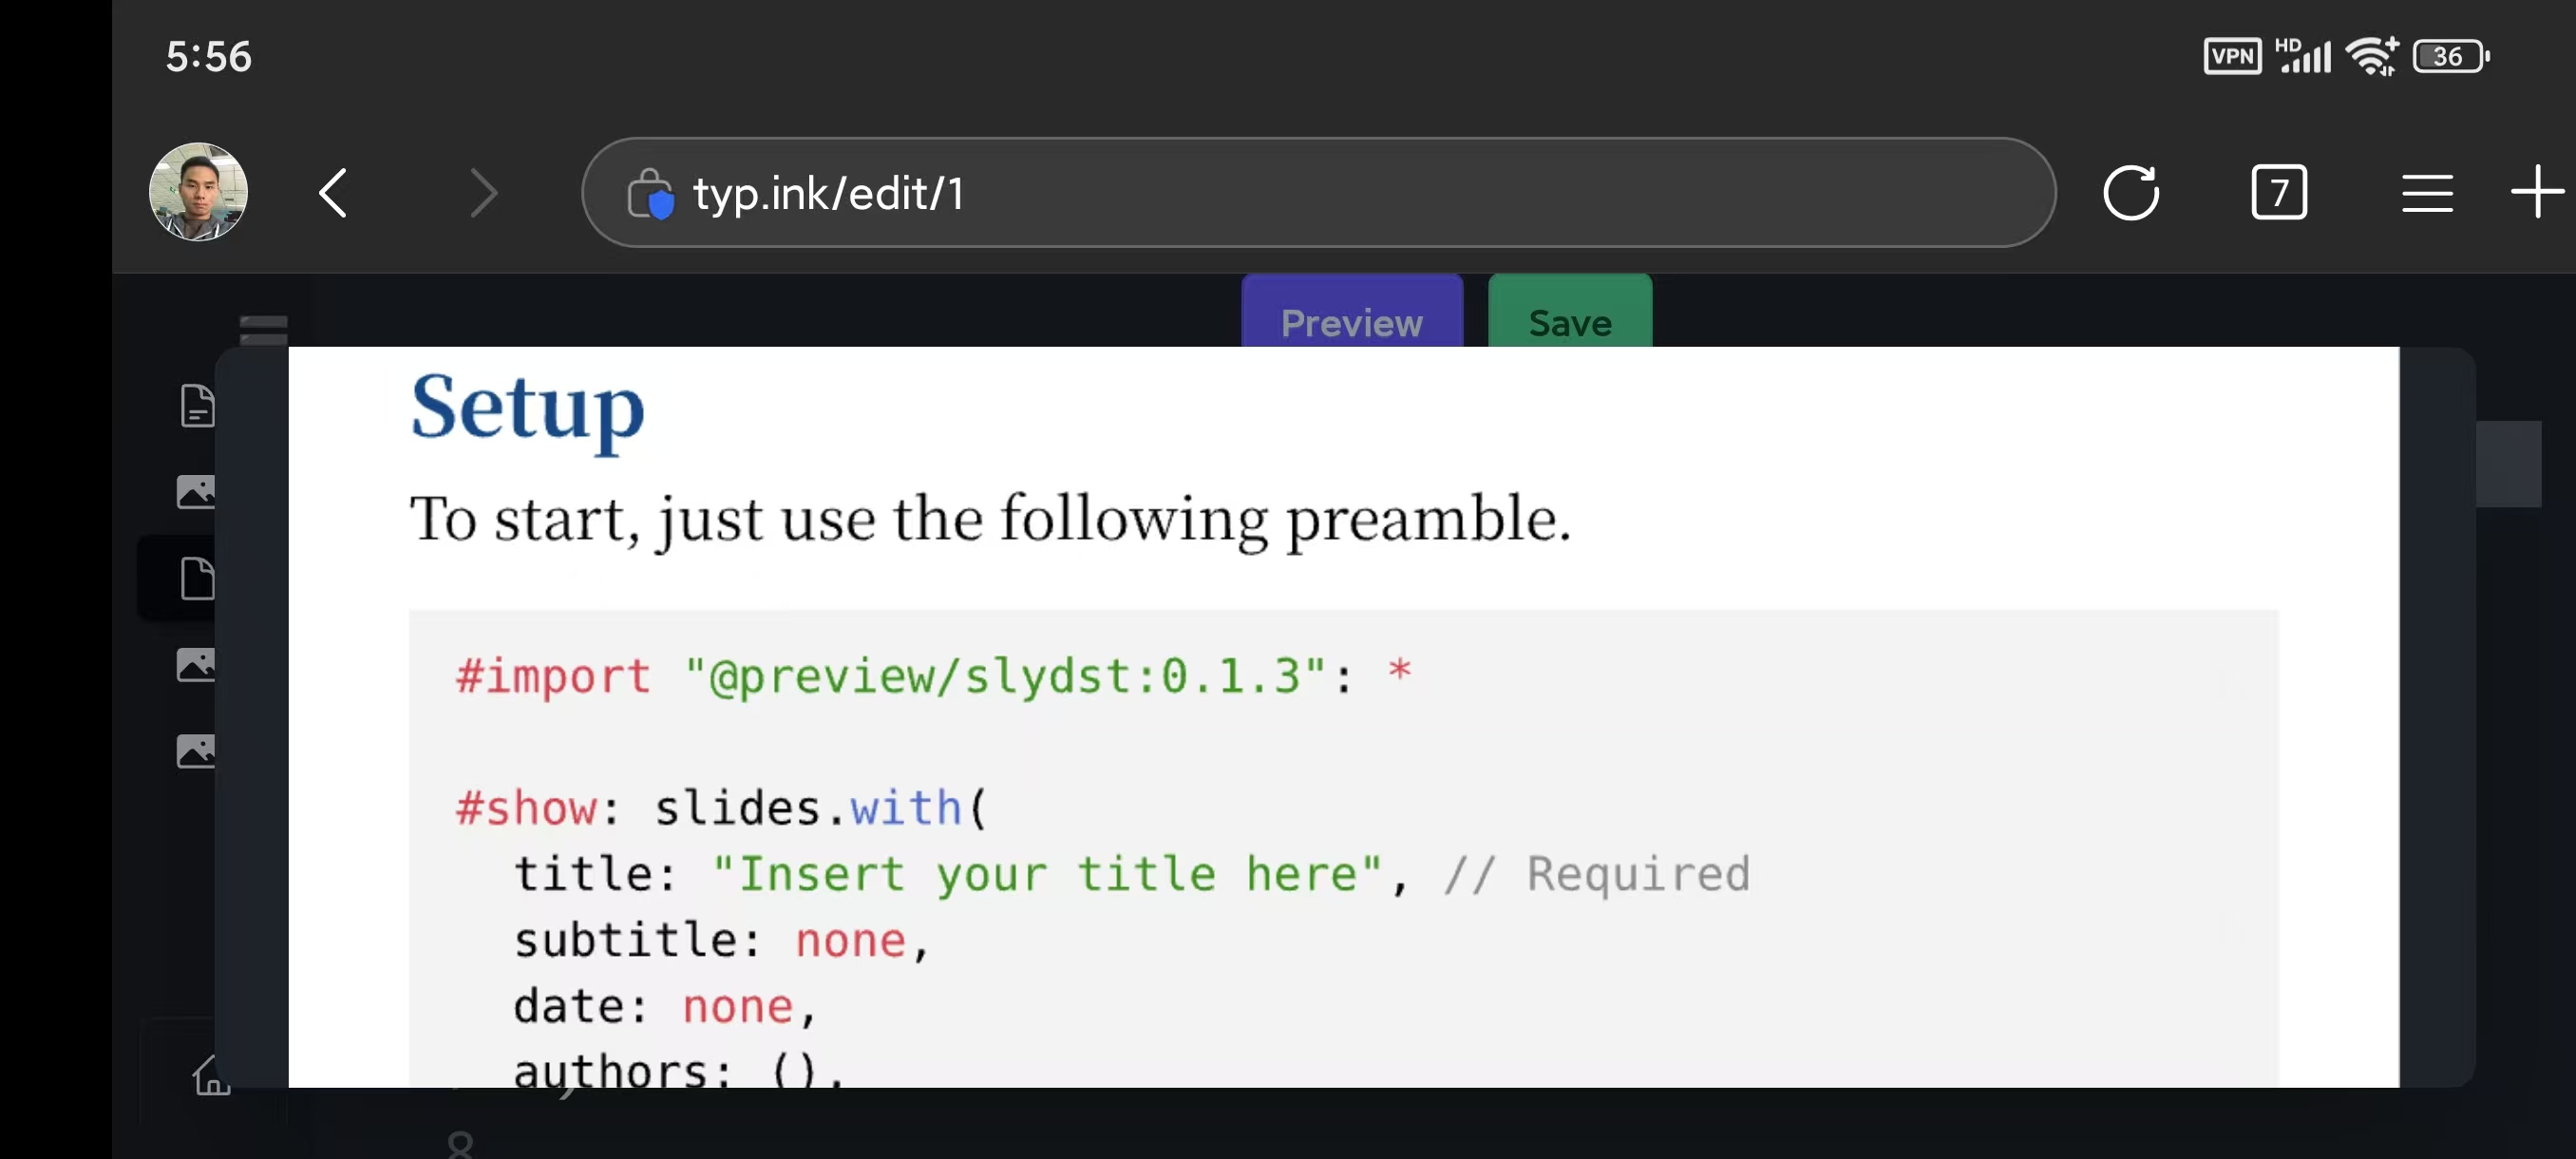 5:56
VPN HD 36
typ.ink/edit/1
7
Preview Save
Setup
To start, just use the following preamble.
#import "@preview/slydst:0.1.3": *
#show: slides.with(
title: "Insert your title here", // Required
subtitle: none,
date: none,
authors: (),
8